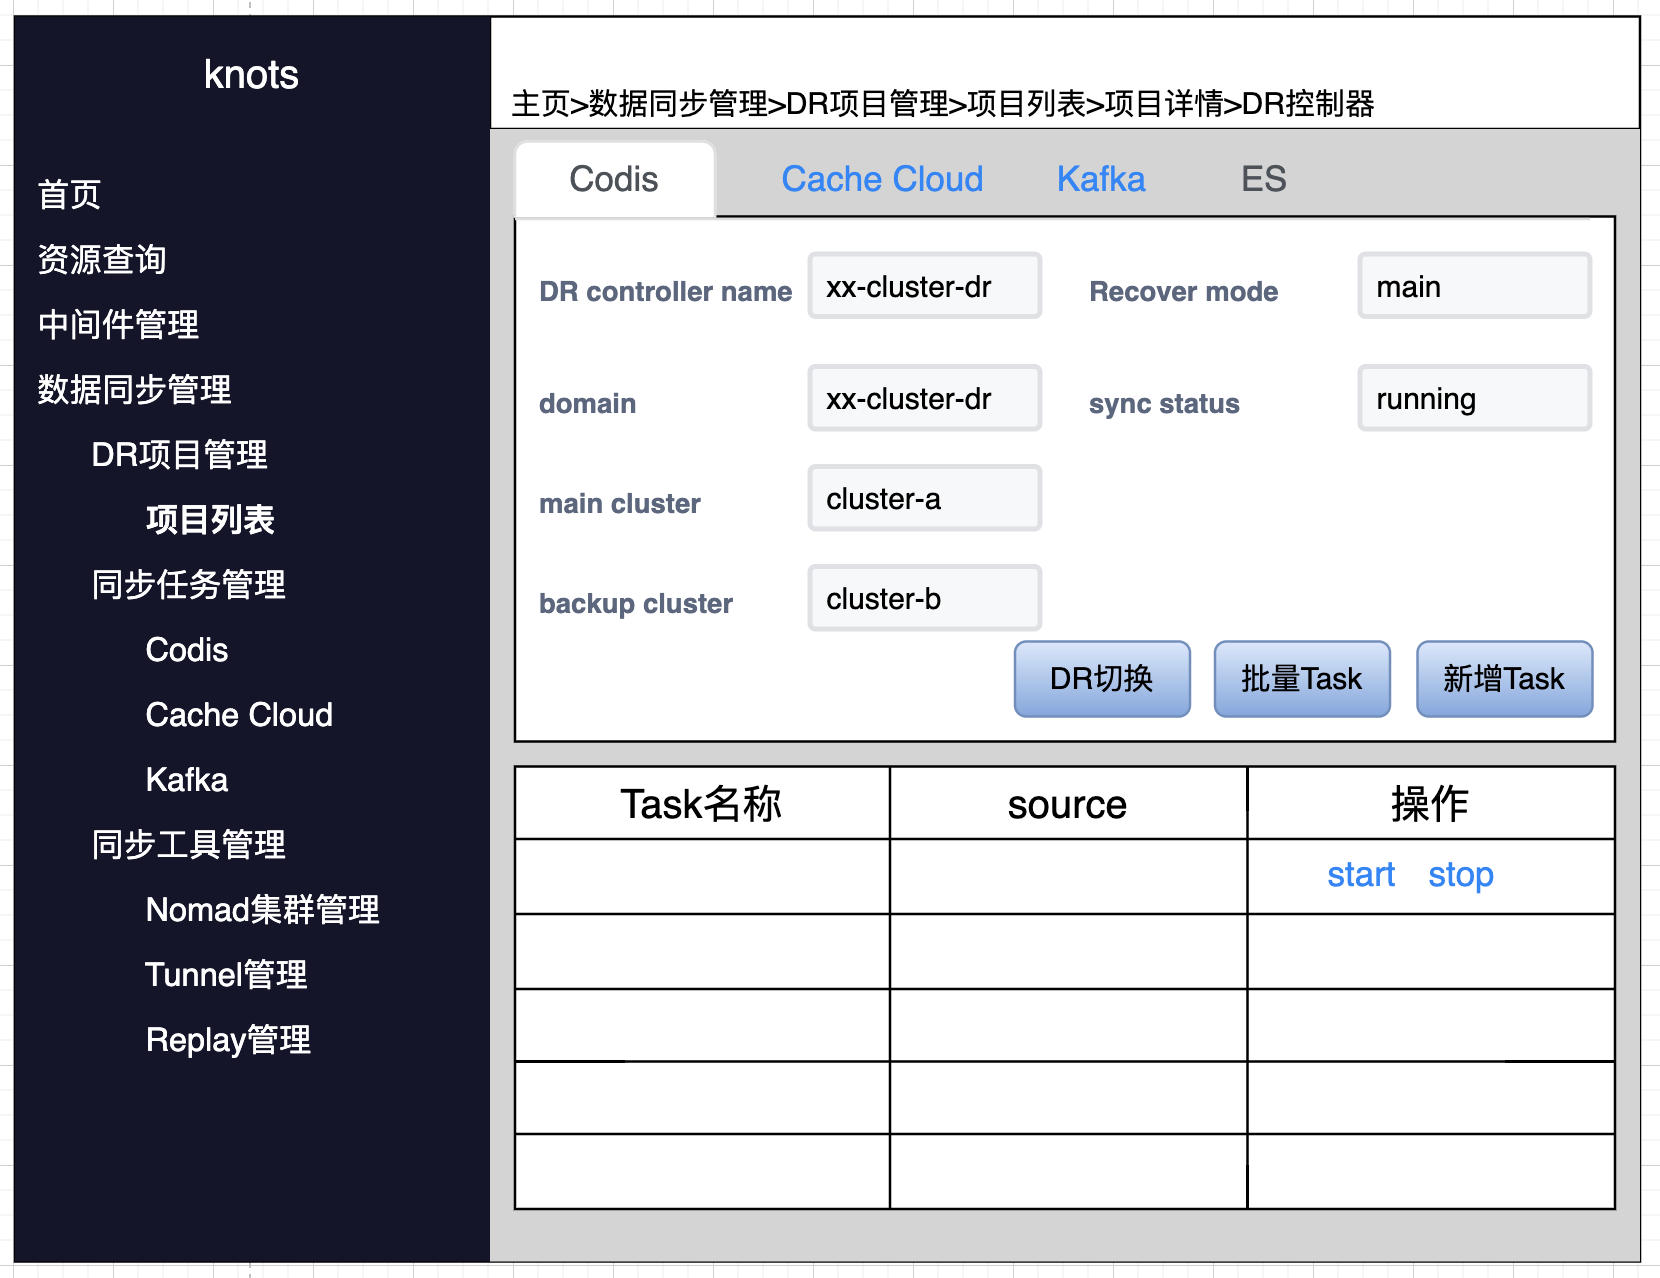 knots
首页
资源查询
中间件管理
数据同步管理
DR项目管理
项目列表
同步任务管理
Codis
Cache Cloud
Kafka
同步工具管理
Nomad集群管理
Tunnel管理
Replay管理
主页>数据同步管理>DR项目管理>项目列表>项目详情>DR控制器
Codis Cache Cloud Kafka ES
DR controller name xx-cluster-dr Recover mode main
domain xx-cluster-dr sync status running
main cluster cluster-a
backup cluster cluster-b
DR切换 批量Task 新增Task
Task名称 source 操作
start stop